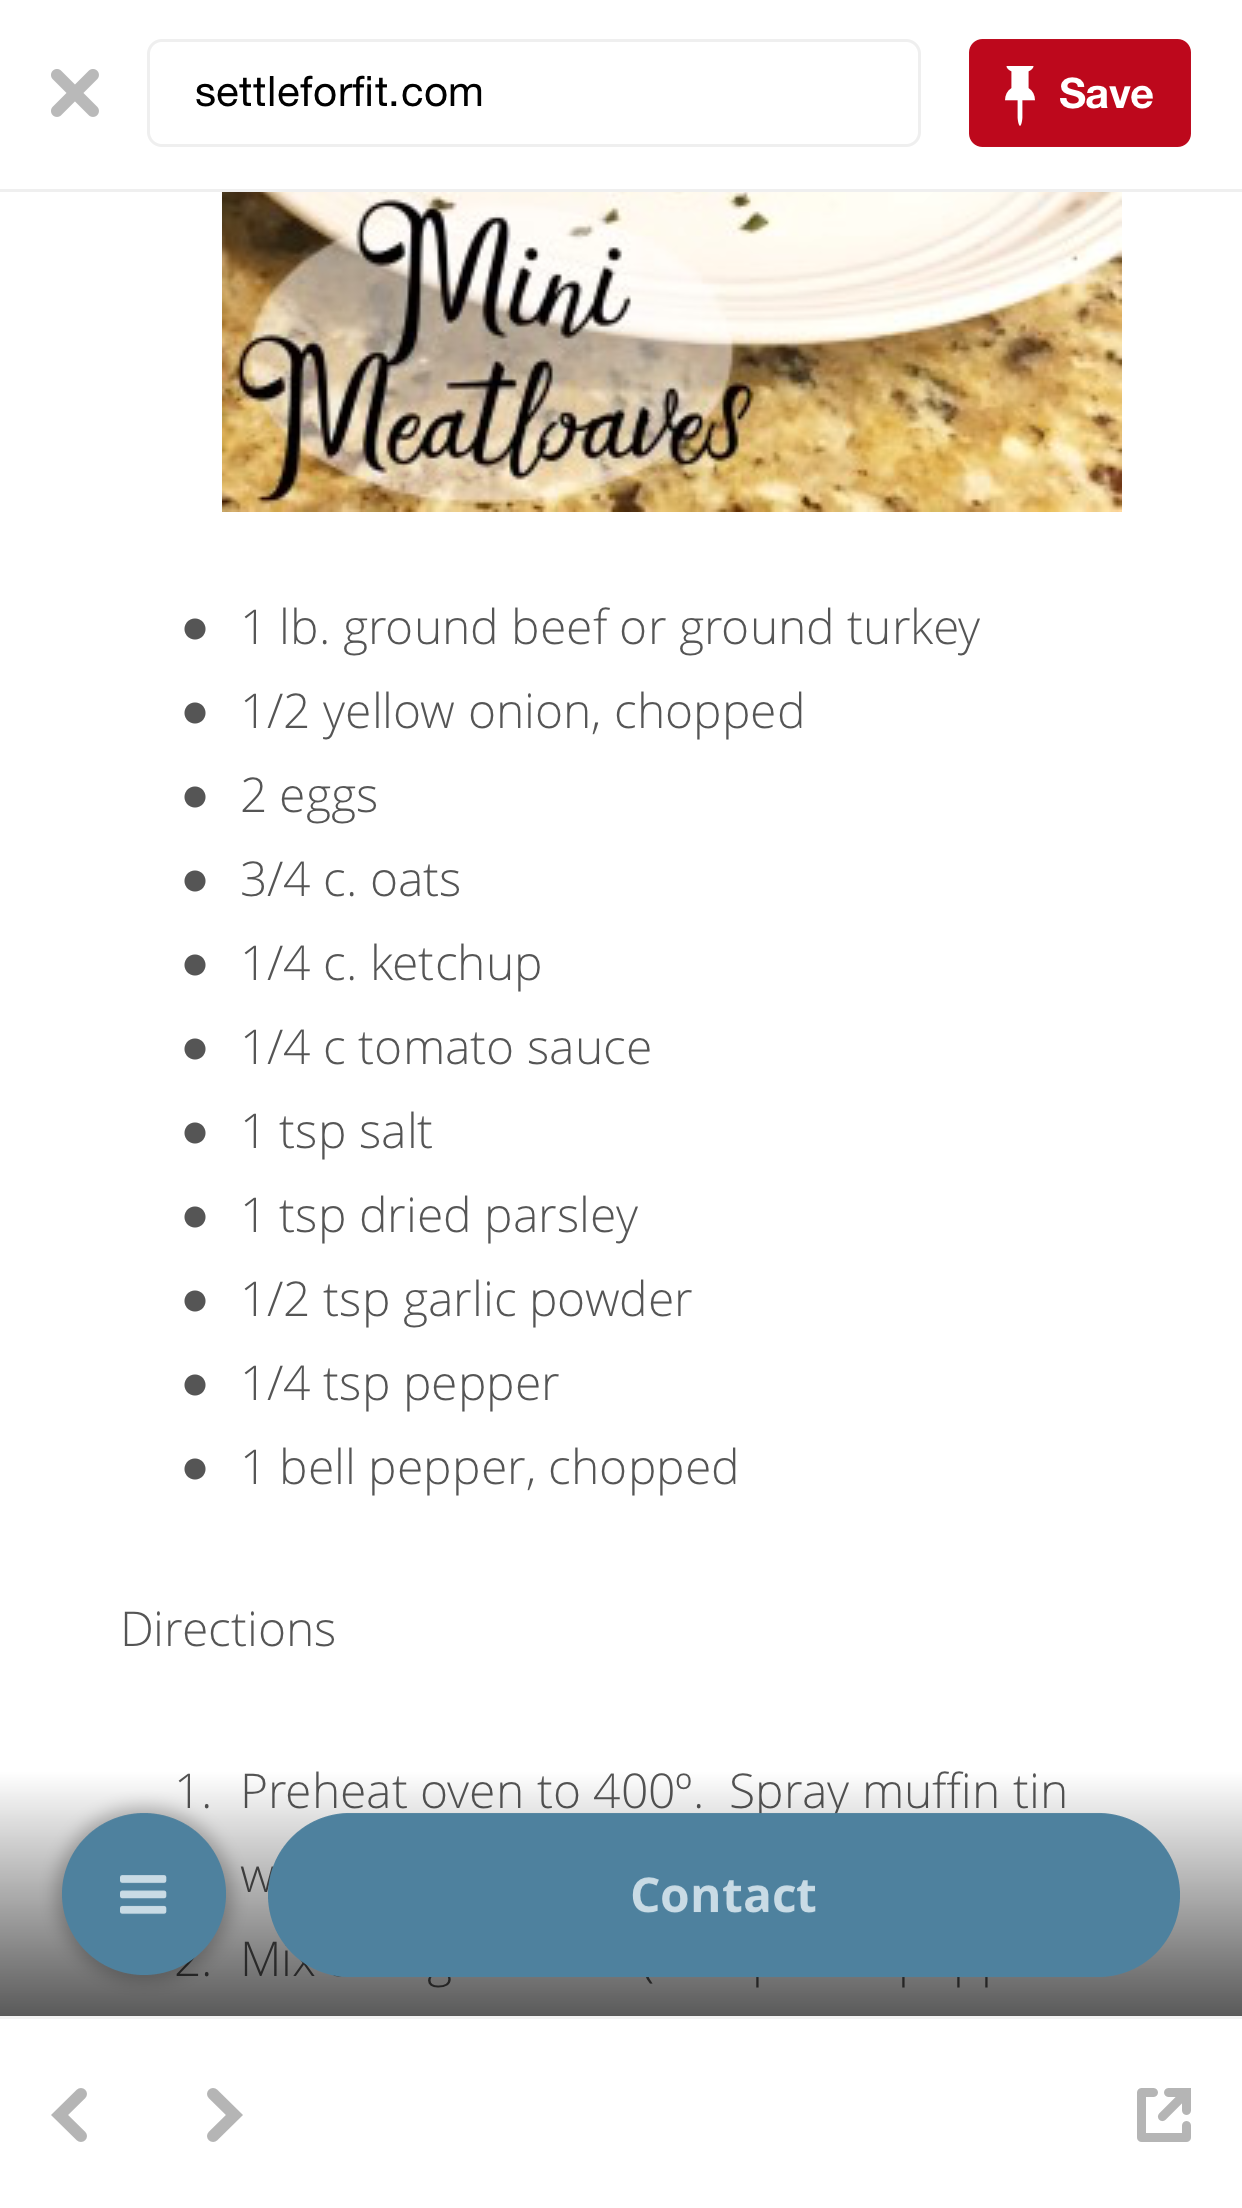 settleforfit.com
Save
Mini
Meatloaves
1 lb. ground beef or ground turkey
1/2 yellow onion, chopped
2 eggs
3/4 c. oats
1/4 c. ketchup
1/4 c tomato sauce
1 tsp salt
1 tsp dried parsley
1/2 tsp garlic powder
1/4 tsp pepper
1 bell pepper, chopped
Directions
1. Preheat oven to 400º. Spray muffin tin
Contact
2. Mix